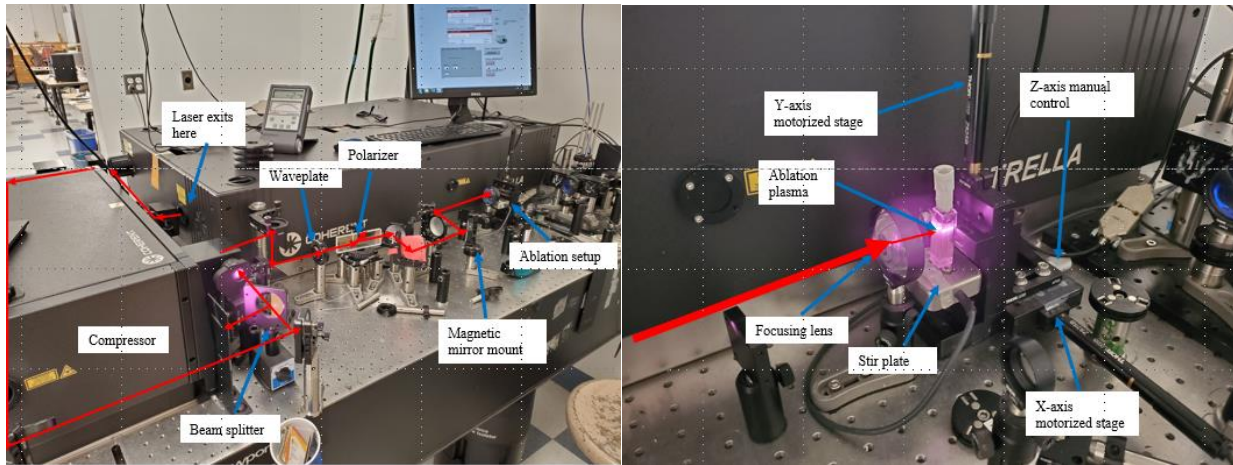 Laser exits
here
Waveplate
Polarizer
COHERENT
Ablation setup
Compressor
Magnetic
mirror mount
Beam splitter
Y-axis
motorized stage
Z-axis manual
control
Ablation
plasma
TRELLA
Focusing lens
Stir plate
X-axis
motorized stage